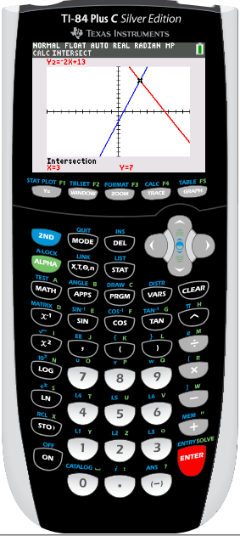 TI-84 Plus C Silver Edition
TEXAS INSTRUMENTS
NORMAL FLOAT AUTO REAL RADIAN MP
CALC INTERSECT
Y2=-2X+13
Intersection
X=3 Y=7
STAT PLOT F1 TBLSET F2 FORMAT F3 CALC F4 TABLE F5
Y= WINDOW ZOOM TRACE GRAPH
QUIT INS
2ND MODE DEL
A-LOCK LINK LIST
ALPHA X,T,θ,n STAT
TEST A ANGLE B DRAW C DISTR
MATH APPS PRGM VARS CLEAR
MATRIX D SIN⁻¹ E COS⁻¹ F TAN⁻¹ G π H
x⁻¹ SIN COS TAN ^
√ I EE J { K } L e M
x² , ( ) ÷
10ˣ N u O v P w Q [ R
LOG 7 8 9 ×
eˣ S L4 T L5 U L6 V ] W
LN 4 5 6 −
RCL X L1 Y L2 Z L3 θ MEM "
STO▸ 1 2 3 +
OFF CATALOG i : ANS ? ENTRY SOLVE
ON 0 . (−) ENTER